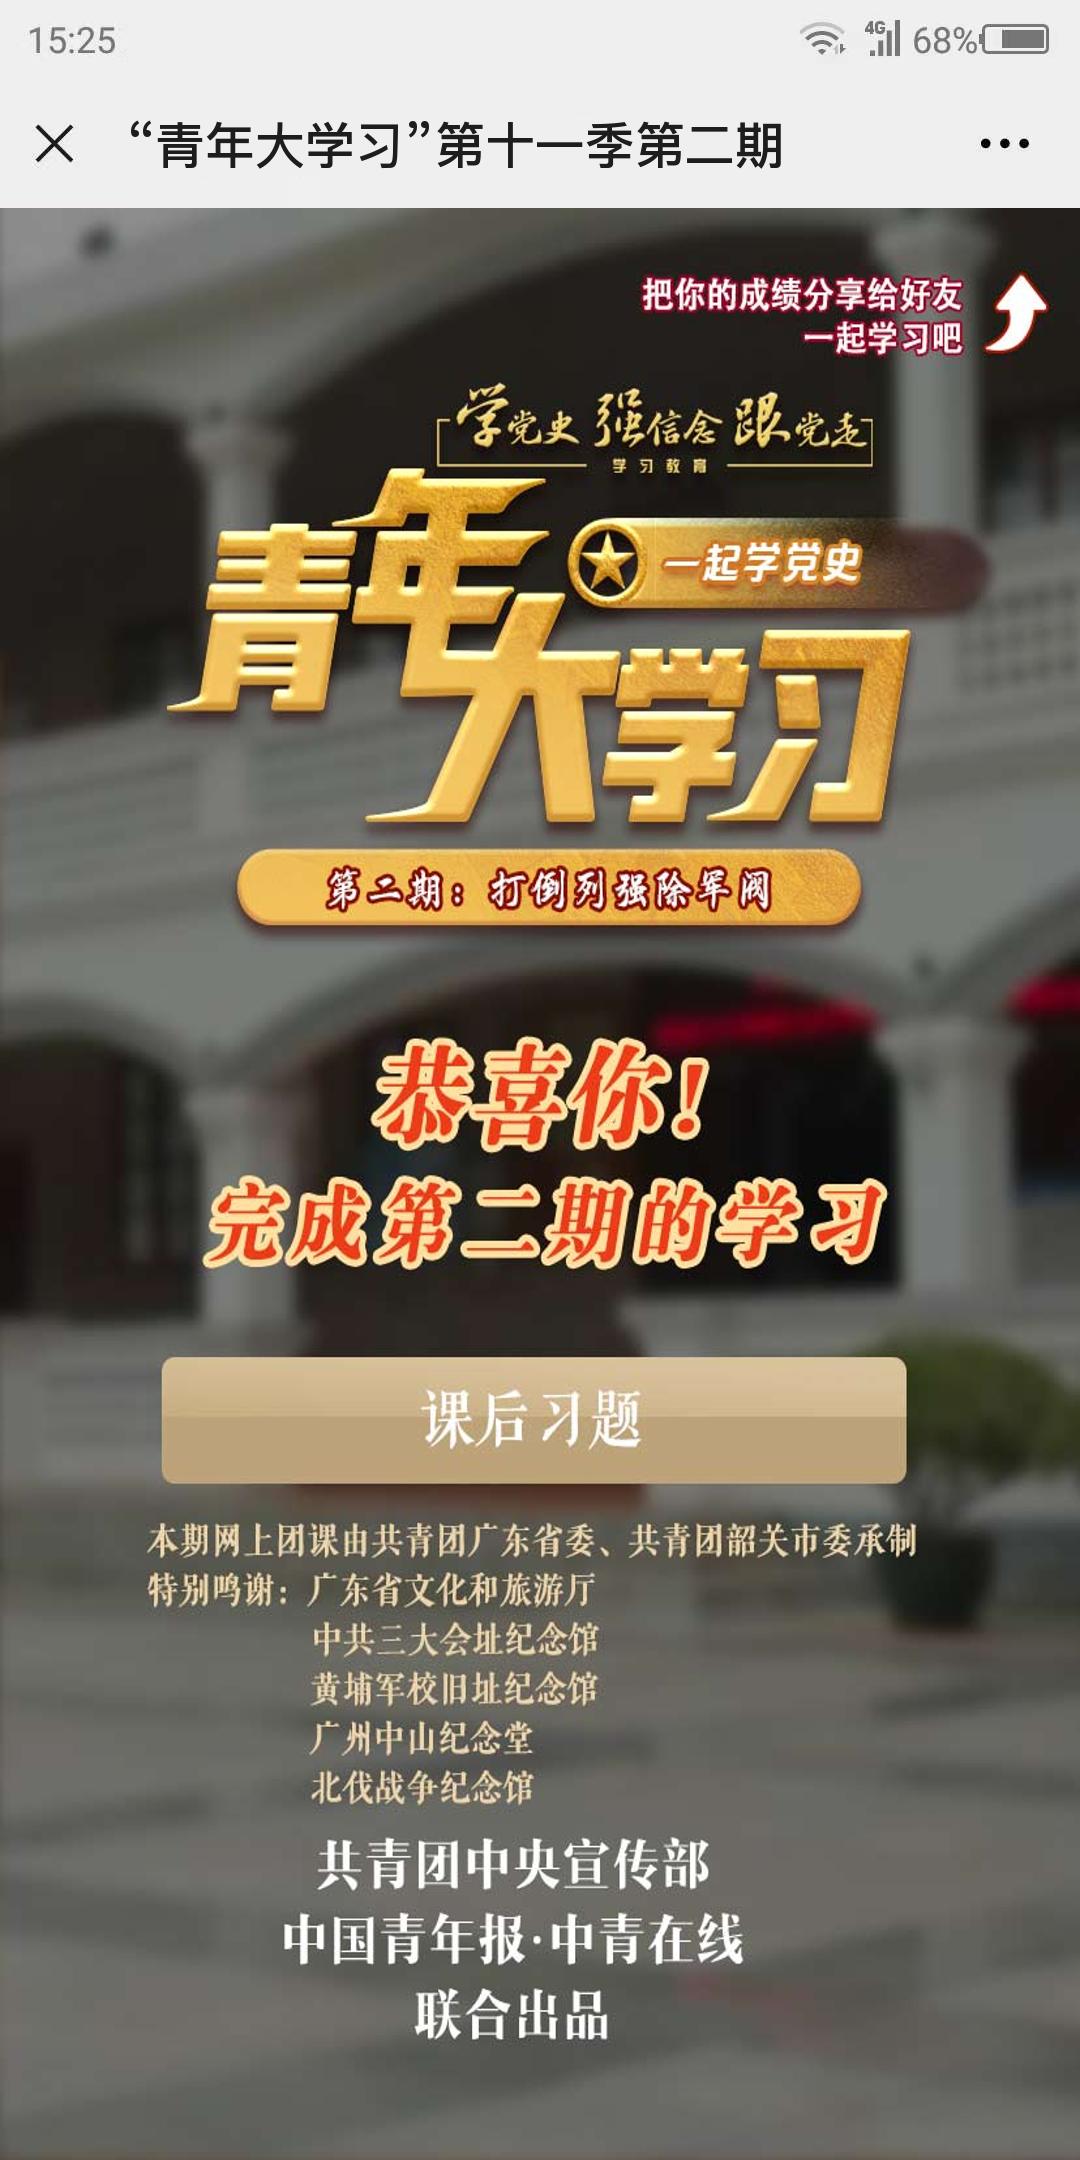 15:25
4G
68%
“青年大学习”第十一季第二期
把你的成绩分享给好友
一起学习吧
学党史 强信念 跟党走
学习教育
一起学党史
青年大学习
第二期：打倒列强除军阀
恭喜你！
完成第二期的学习
课后习题
本期网上团课由共青团广东省委、共青团韶关市委承制
特别鸣谢：广东省文化和旅游厅
中共三大会址纪念馆
黄埔军校旧址纪念馆
广州中山纪念堂
北伐战争纪念馆
共青团中央宣传部
中国青年报·中青在线
联合出品